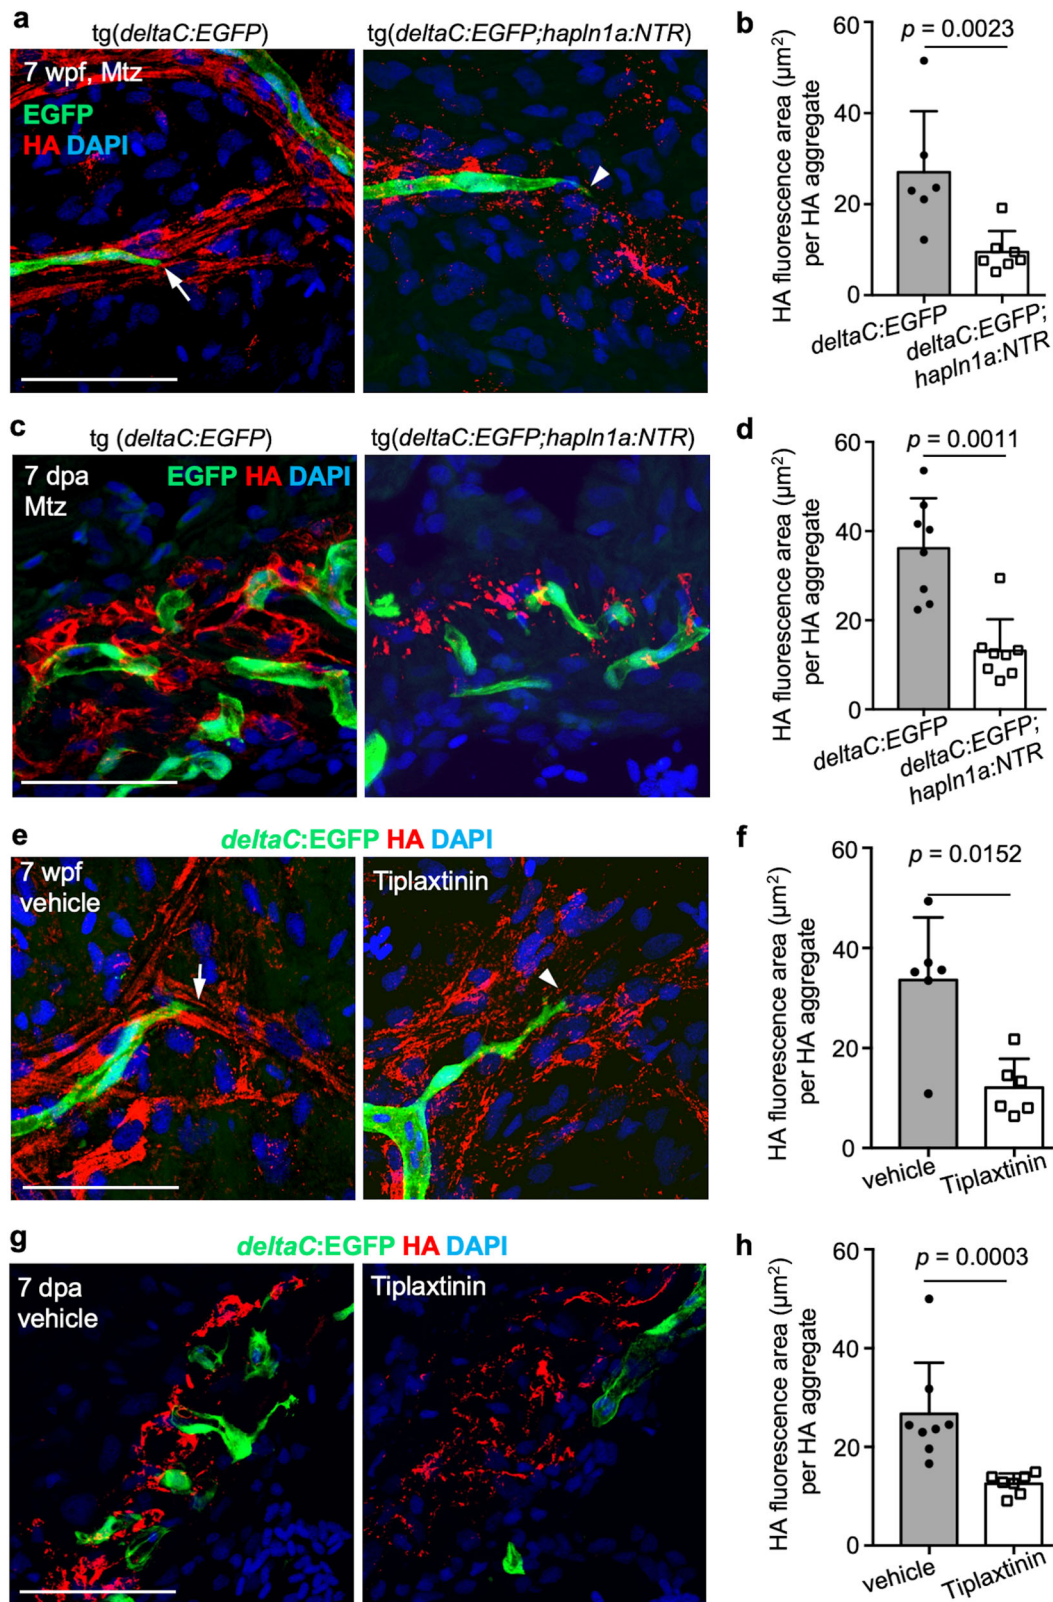 a
tg(deltaC:EGFP)
tg(deltaC:EGFP;hapln1a:NTR)
7 wpf, Mtz
EGFP
HA DAPI
b
p = 0.0023
HA fluorescence area (µm²)
per HA aggregate
60
40
20
0
deltaC:EGFP
deltaC:EGFP;
hapln1a:NTR
c
tg (deltaC:EGFP)
tg(deltaC:EGFP;hapln1a:NTR)
7 dpa
Mtz
EGFP HA DAPI
d
p = 0.0011
HA fluorescence area (µm²)
per HA aggregate
60
40
20
0
deltaC:EGFP
deltaC:EGFP;
hapln1a:NTR
e
deltaC:EGFP HA DAPI
7 wpf
vehicle
Tiplaxtinin
f
p = 0.0152
HA fluorescence area (µm²)
per HA aggregate
60
40
20
0
vehicle
Tiplaxtinin
g
deltaC:EGFP HA DAPI
7 dpa
vehicle
Tiplaxtinin
h
p = 0.0003
HA fluorescence area (µm²)
per HA aggregate
60
40
20
0
vehicle
Tiplaxtinin